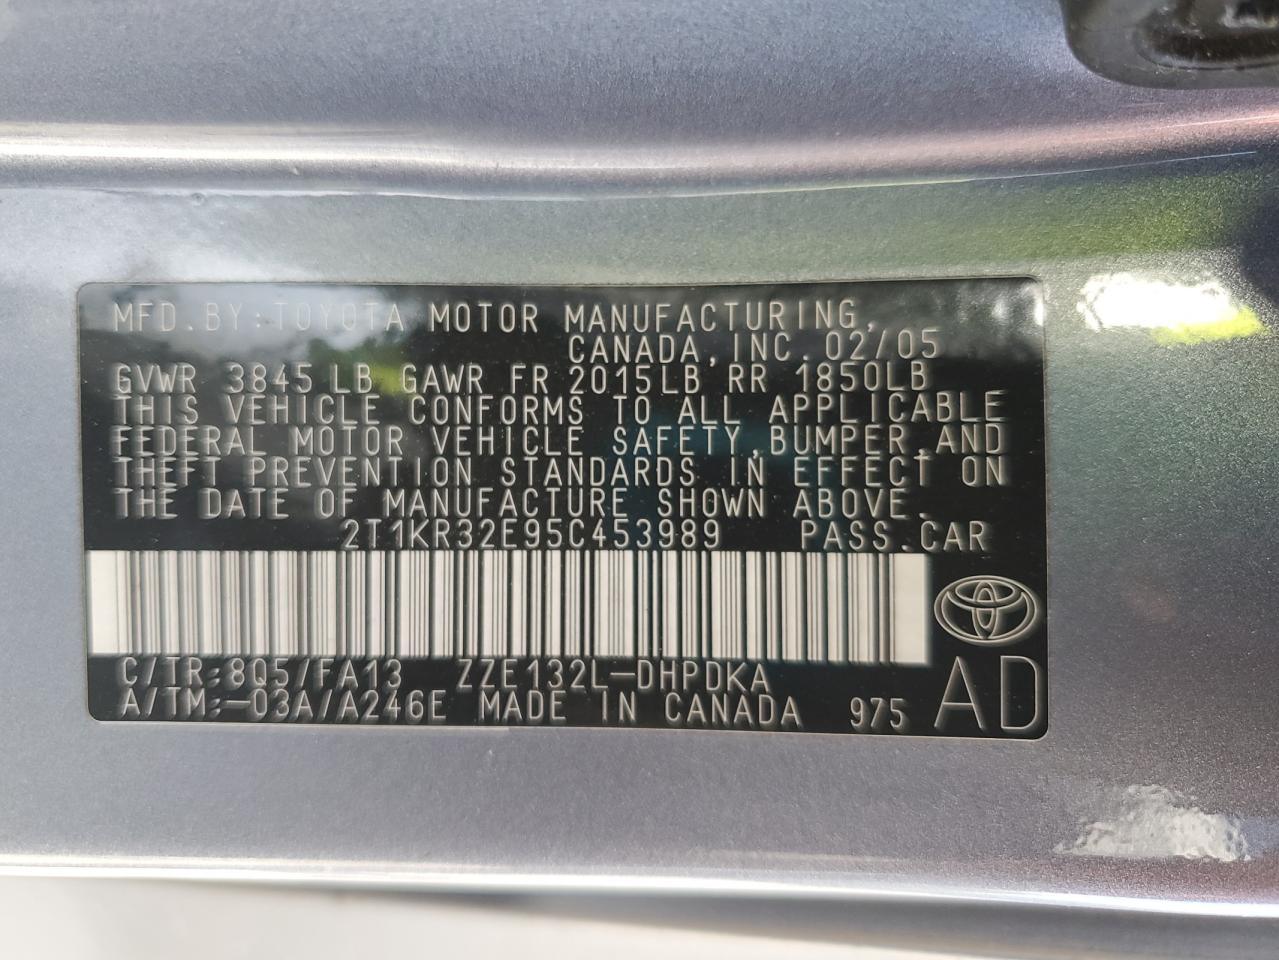 MFD.BY:TOYOTA MOTOR MANUFACTURING,
CANADA,INC.02/05
GVWR 3845LB GAWR FR 2015LB RR 1850LB
THIS VEHICLE CONFORMS TO ALL APPLICABLE
FEDERAL MOTOR VEHICLE SAFETY,BUMPER,AND
THEFT PREVENTION STANDARDS IN EFFECT ON
THE DATE OF MANUFACTURE SHOWN ABOVE.
2T1KR32E95C453989 PASS.CAR
C/TR:8Q5/FA13 ZZE132L-DHPDKA
A/TM:-03A/A246E MADE IN CANADA 975 AD